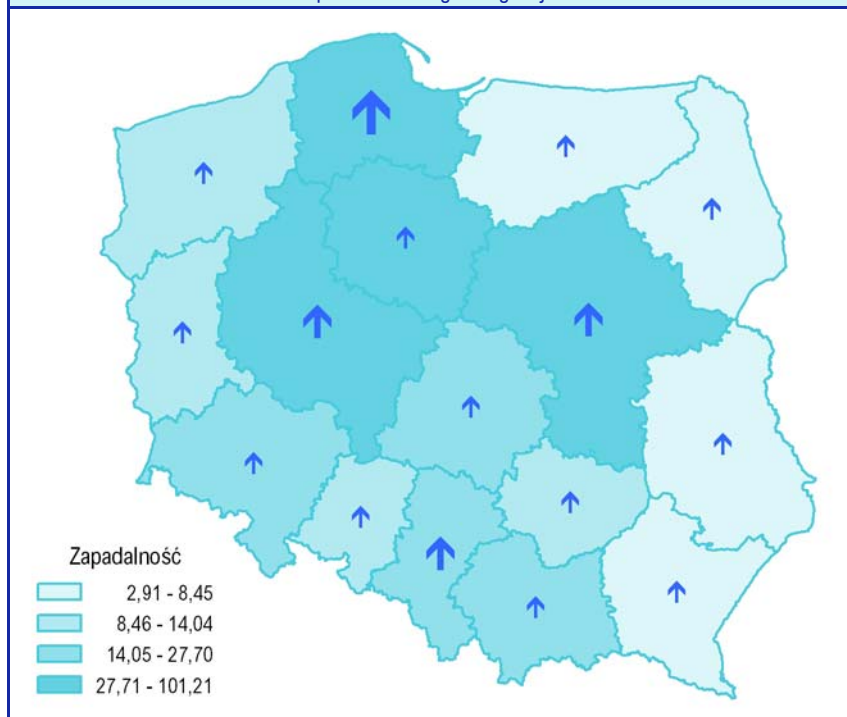 Zapadalność
2,91 - 8,45
8,46 - 14,04
14,05 - 27,70
27,71 - 101,21